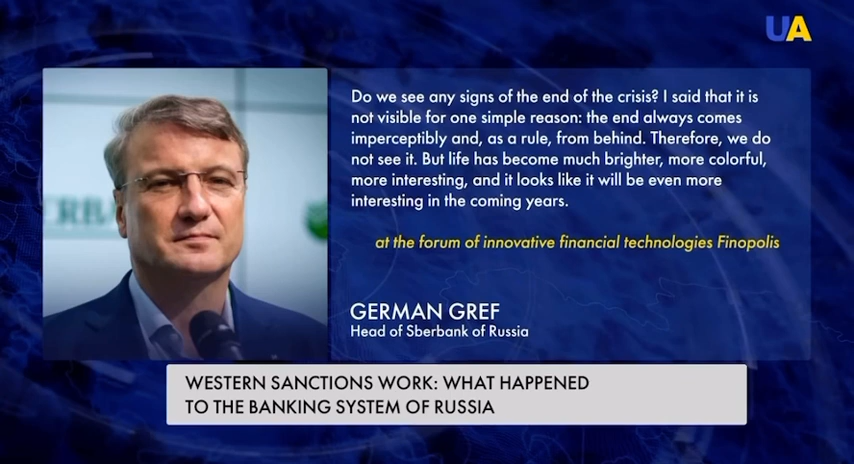 UA
Do we see any signs of the end of the crisis? I said that it is
not visible for one simple reason: the end always comes
imperceptibly and, as a rule, from behind. Therefore, we do
not see it. But life has become much brighter, more colorful,
more interesting, and it looks like it will be even more
interesting in the coming years.
at the forum of innovative financial technologies Finopolis
GERMAN GREF
Head of Sberbank of Russia
WESTERN SANCTIONS WORK: WHAT HAPPENED
TO THE BANKING SYSTEM OF RUSSIA